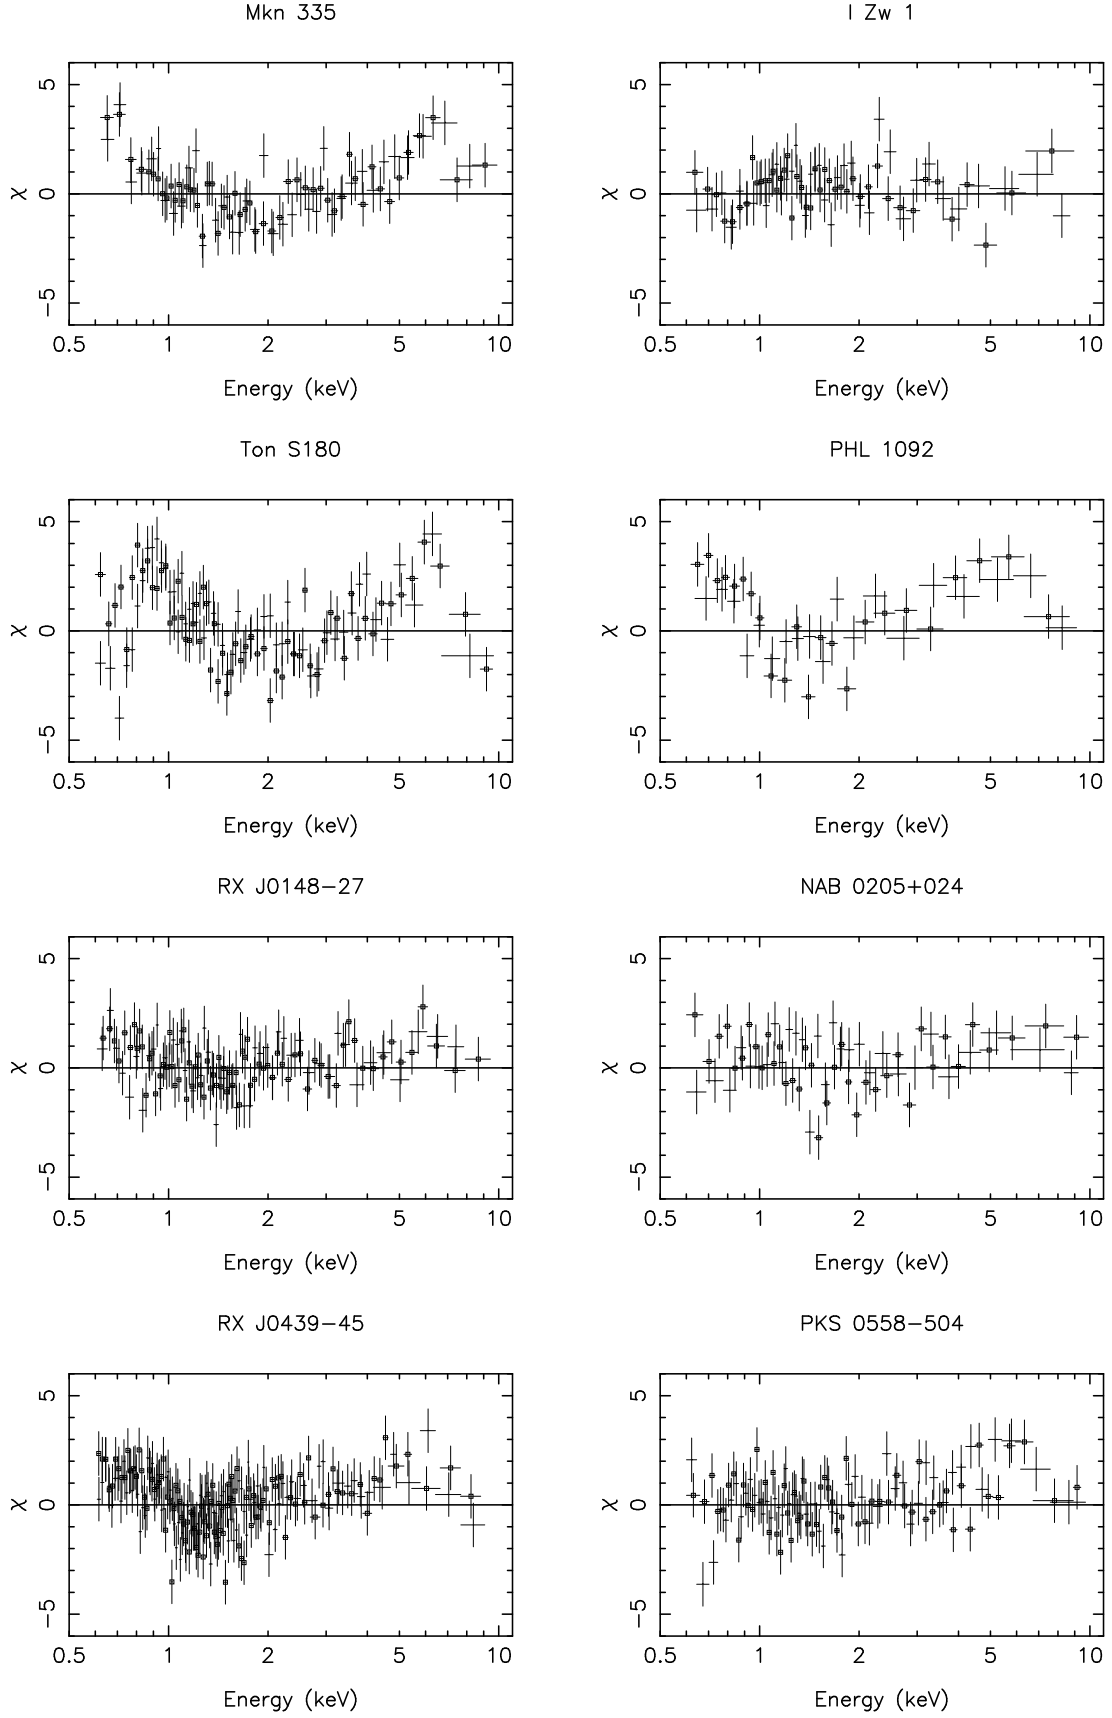 Mkn 335
I Zw 1
χ
5
0
−5
0.5 1 2 5 10
Energy (keV)
χ
5
0
−5
0.5 1 2 5 10
Energy (keV)
Ton S180
PHL 1092
χ
5
0
−5
0.5 1 2 5 10
Energy (keV)
χ
5
0
−5
0.5 1 2 5 10
Energy (keV)
RX J0148−27
NAB 0205+024
χ
5
0
−5
0.5 1 2 5 10
Energy (keV)
χ
5
0
−5
0.5 1 2 5 10
Energy (keV)
RX J0439−45
PKS 0558−504
χ
5
0
−5
0.5 1 2 5 10
Energy (keV)
χ
5
0
−5
0.5 1 2 5 10
Energy (keV)